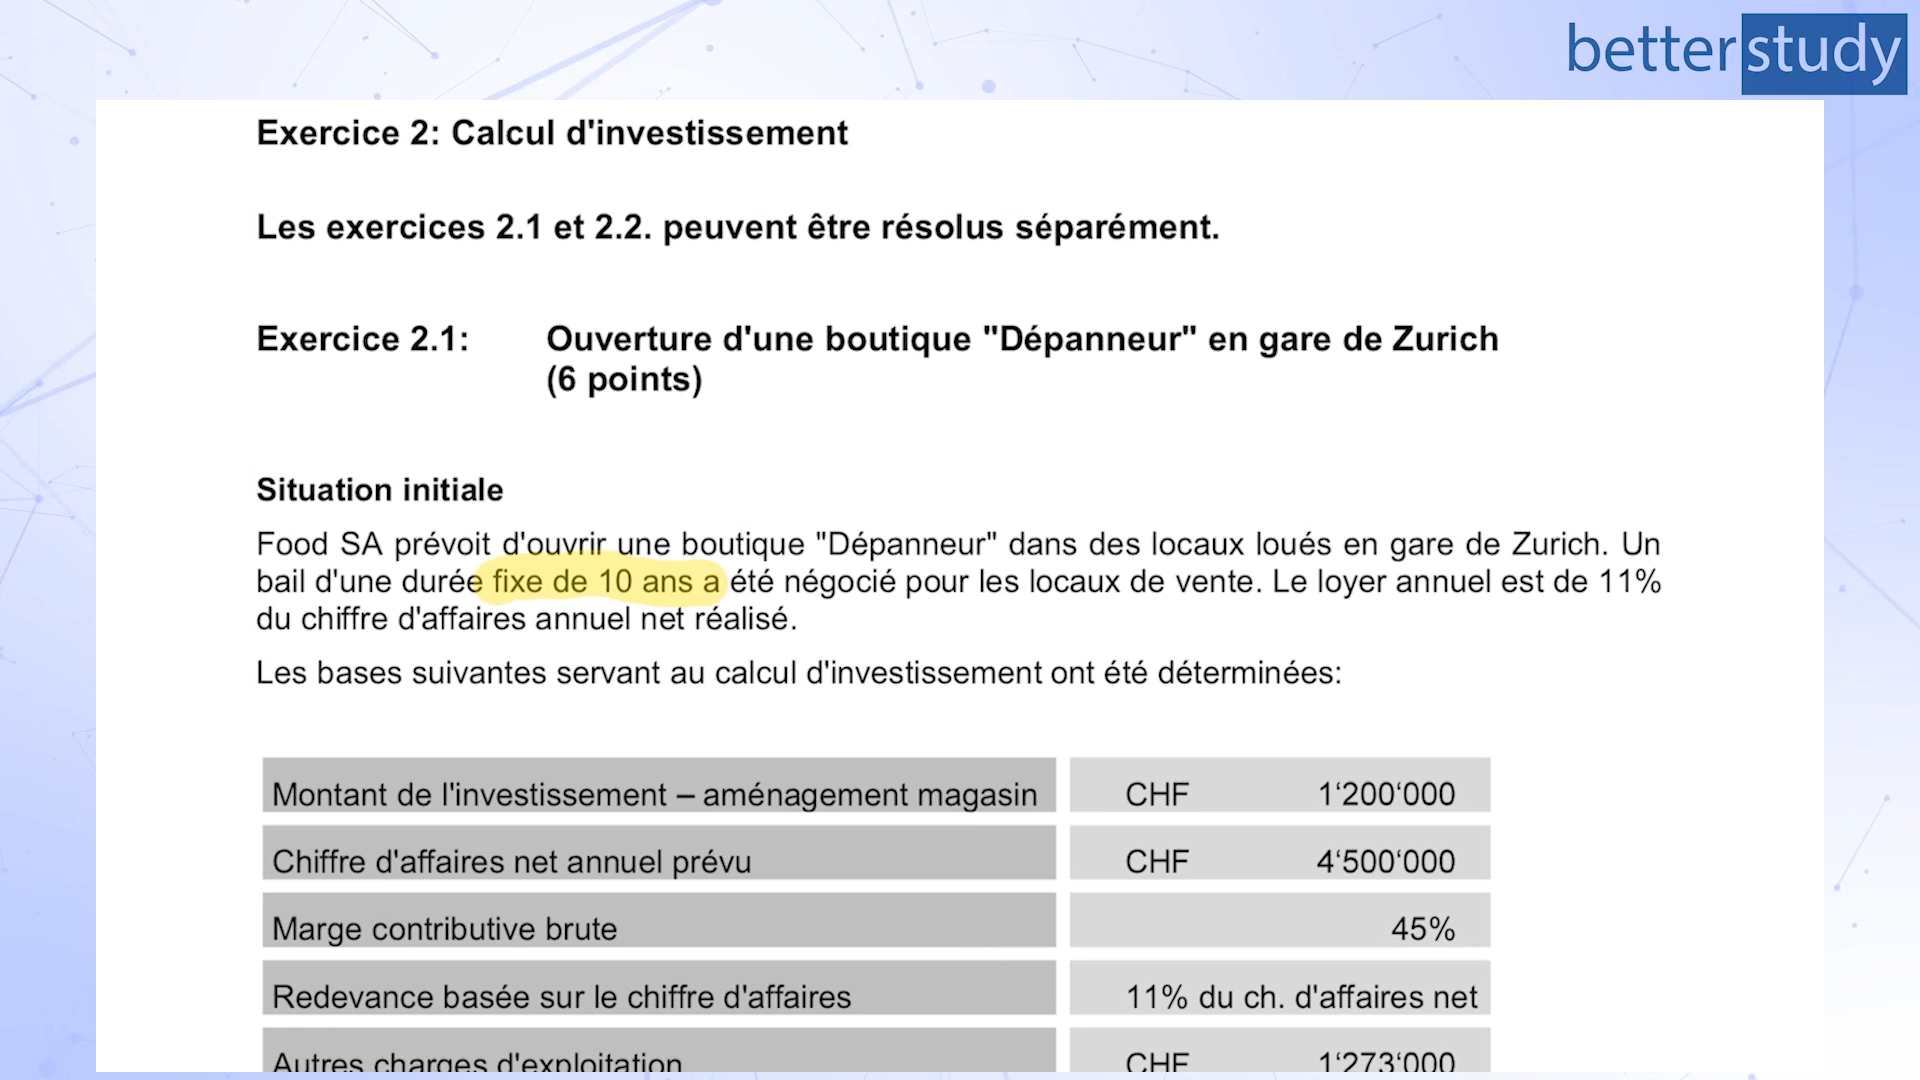 betterstudy
Exercice 2: Calcul d'investissement
Les exercices 2.1 et 2.2. peuvent être résolus séparément.
Exercice 2.1: Ouverture d'une boutique "Dépanneur" en gare de Zurich
(6 points)
Situation initiale
Food SA prévoit d'ouvrir une boutique "Dépanneur" dans des locaux loués en gare de Zurich. Un
bail d'une durée fixe de 10 ans a été négocié pour les locaux de vente. Le loyer annuel est de 11%
du chiffre d'affaires annuel net réalisé.
Les bases suivantes servant au calcul d'investissement ont été déterminées:
Montant de l'investissement – aménagement magasin CHF 1‘200‘000
Chiffre d'affaires net annuel prévu CHF 4‘500‘000
Marge contributive brute 45%
Redevance basée sur le chiffre d'affaires 11% du ch. d'affaires net
Autres charges d'exploitation CHF 1‘273‘000